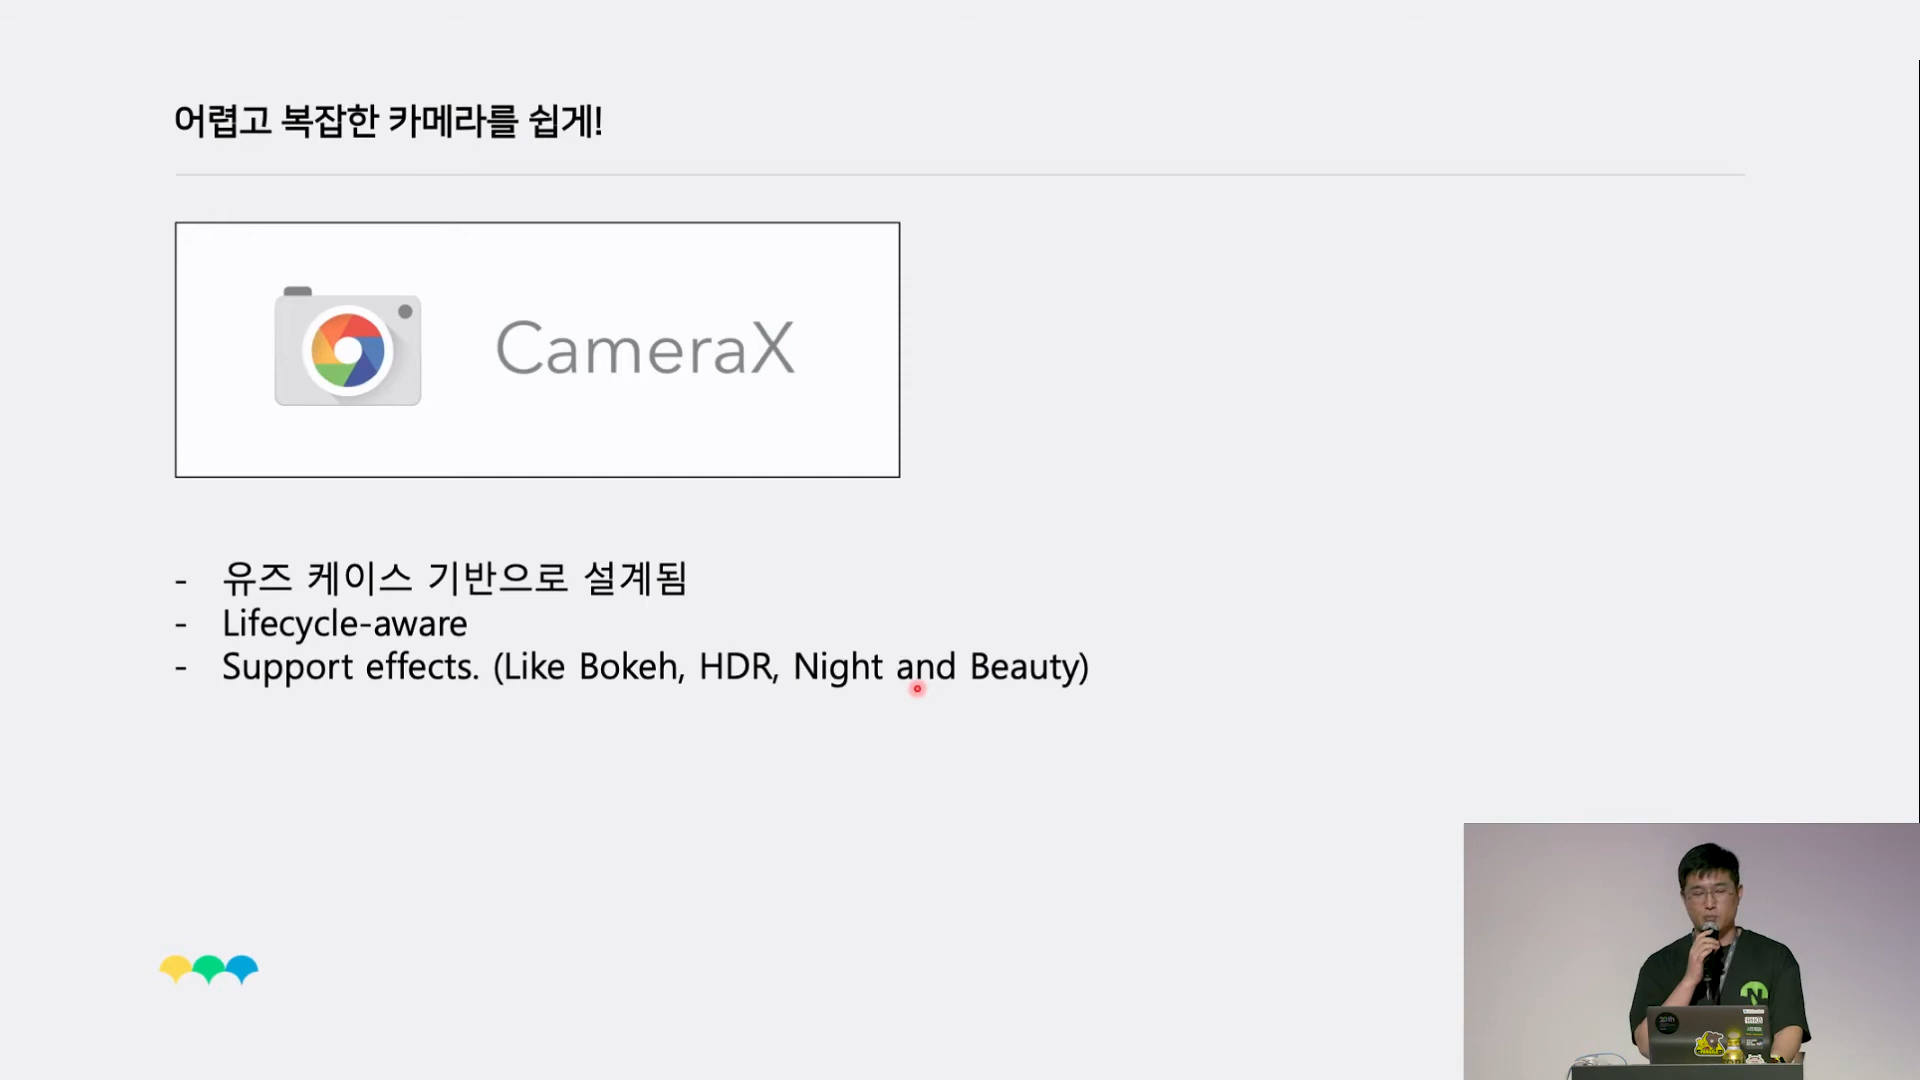 어렵고 복잡한 카메라를 쉽게!
CameraX
- 유즈 케이스 기반으로 설계됨
- Lifecycle-aware
- Support effects. (Like Bokeh, HDR, Night and Beauty)
N
20th